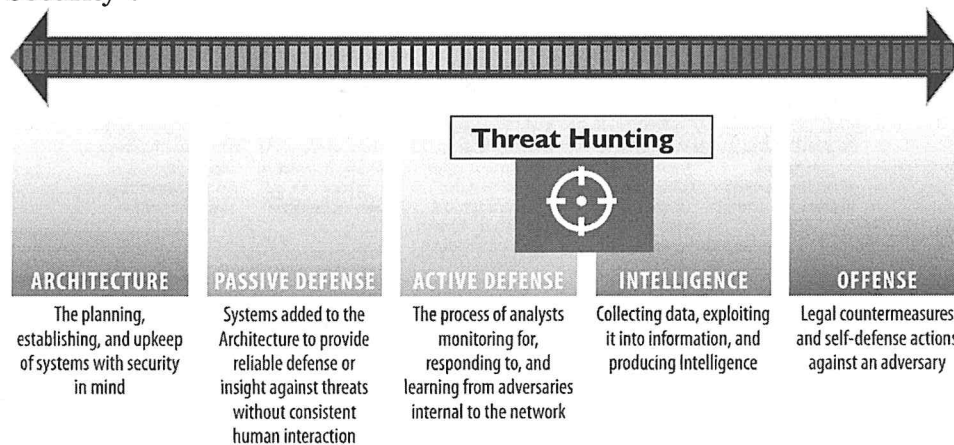 Security
Threat Hunting
ARCHITECTURE
The planning,
establishing, and upkeep
of systems with security
in mind
PASSIVE DEFENSE
Systems added to the
Architecture to provide
reliable defense or
insight against threats
without consistent
human interaction
ACTIVE DEFENSE
The process of analysts
monitoring for,
responding to, and
learning from adversaries
internal to the network
INTELLIGENCE
Collecting data, exploiting
it into information, and
producing Intelligence
OFFENSE
Legal countermeasures
and self-defense actions
against an adversary